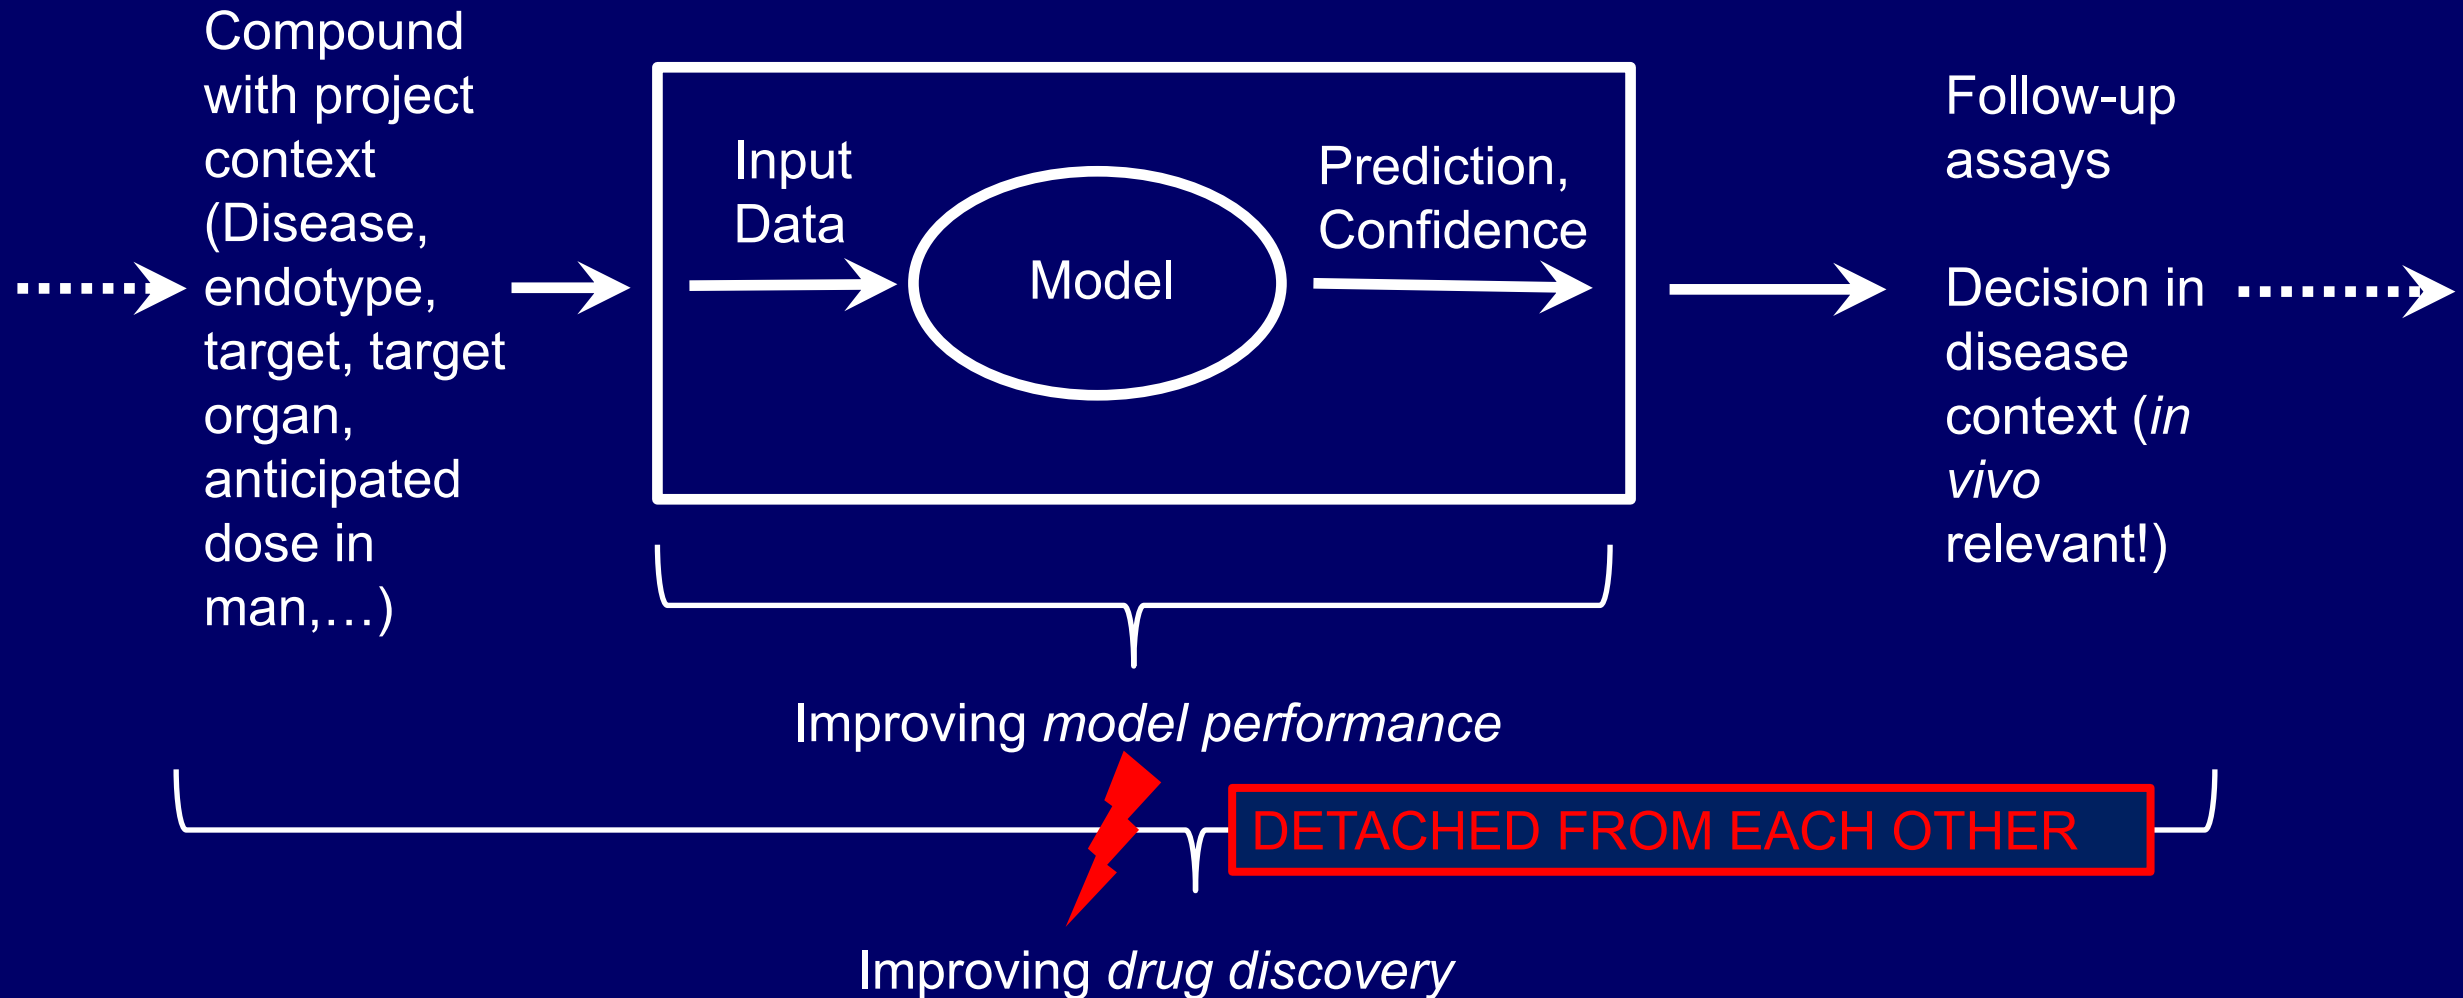 Compound
with project
context
(Disease,
endotype,
target, target
organ,
anticipated
dose in
man,…)
Input
Data
Model
Prediction,
Confidence
Follow-up
assays
Decision in
disease
context (in
vivo
relevant!)
Improving model performance
DETACHED FROM EACH OTHER
Improving drug discovery